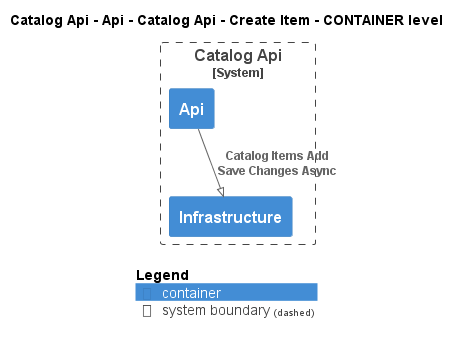 Catalog Api - Api - Catalog Api - Create Item - CONTAINER level
Catalog Api
[System]
Api
Catalog Items Add
Save Changes Async
Infrastructure
Legend
container
system boundary (dashed)